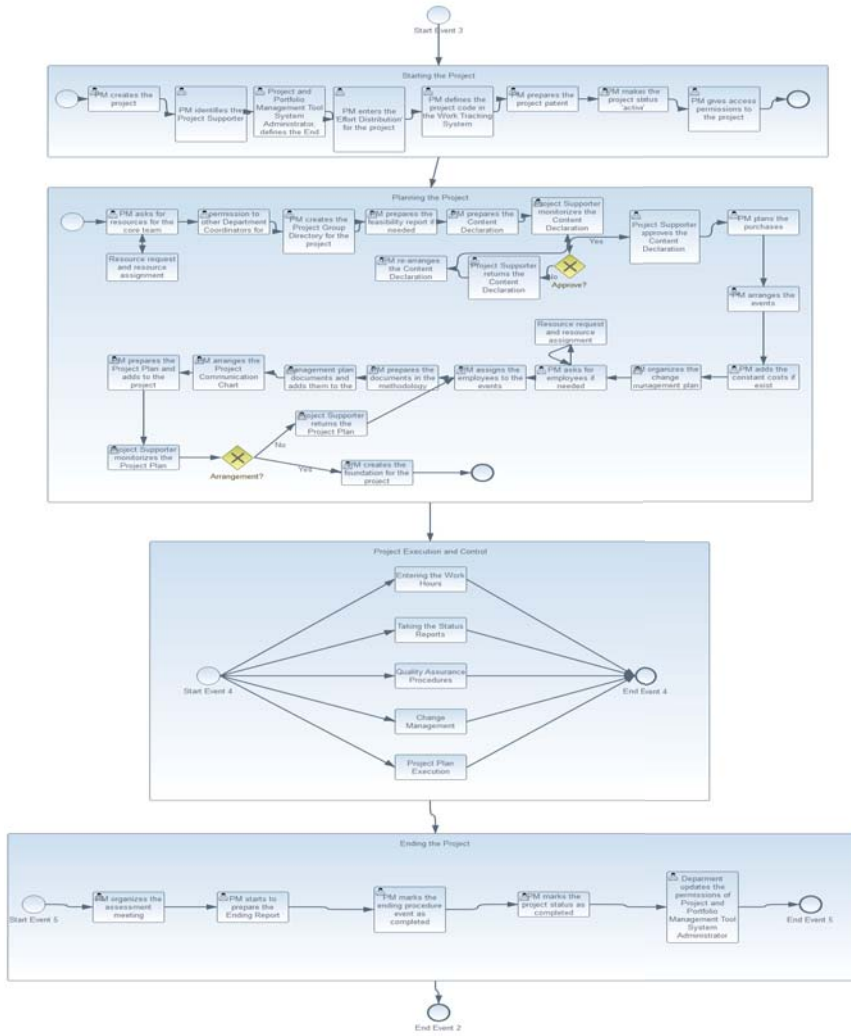 Start Event 3
Starting the Project
PM creates the
project
PM identifies the
Project Supporter
Project and
Portfolio
Management Tool
System
Administrator
defines the End
PM enters the
'Effort Distribution'
for the project
PM defines the
project code in
the Work Tracking
System
PM prepares the
project patent
PM makes the
project status
'active'
PM gives access
permissions to
the project
Planning the Project
PM asks for
resources for the
core team
permission to
other Department
Coordinators for
PM creates the
Project Group
Directory for the
project
PM prepares the
feasibility report if
needed
PM prepares the
Content
Declaration
Project Supporter
monitorizes the
Content
Declaration
Yes
Project Supporter
approves the
Content
Declaration
PM plans the
purchases
Resource request
and resource
assignment
PM re-arranges
the Content
Declaration
Project Supporter
returns the
Content
Declaration
No
Approve?
PM arranges the
events
Resource request
and resource
assignment
PM prepares the
Project Plan and
adds to the
project
PM arranges the
Project
Communication
Chart
management plan
documents and
adds them to the
PM prepares the
documents in the
methodology
PM assigns the
employees to the
events
PM asks for
employees if
needed
PM organizes the
change
management plan
PM adds the
constant costs if
exist
Project Supporter
returns the
Project Plan
No
Project Supporter
monitorizes the
Project Plan
Arrangement?
Yes
PM creates the
foundation for the
project
Project Execution and Control
Entering the Work
Hours
Taking the Status
Reports
Start Event 4
Quality Assurance
Procedures
End Event 4
Change
Management
Project Plan
Execution
Ending the Project
Start Event 5
PM organizes the
assessment
meeting
PM starts to
prepare the
Ending Report
PM marks the
ending procedure
event as
completed
PM marks the
project status as
completed
Deparment
updates the
permissions of
Project and
Portfolio
Management Tool
System
Administrator
End Event 5
End Event 2